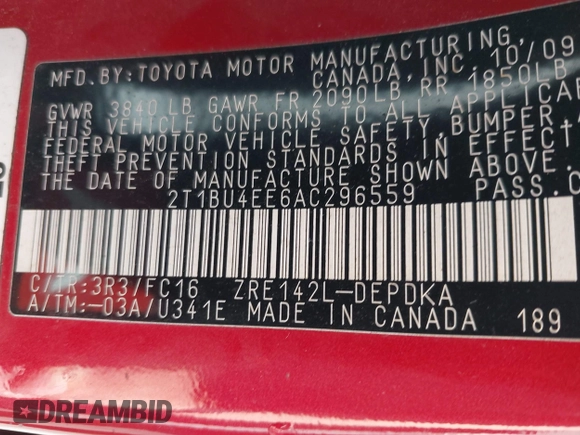 MFD.BY:TOYOTA MOTOR MANUFACTURING,
CANADA, INC. 10/09
GVWR 3840 LB GAWR FR 2090LB RR 1850LB
THIS VEHICLE CONFORMS TO ALL
FEDERAL MOTOR VEHICLE SAFETY, BUMPER,
THEFT PREVENTION STANDARDS IN EFFECT
THE DATE OF MANUFACTURE SHOWN ABOVE.
2T1BU4EE6AC296559 PASS.
C/TR:3R3/FC16 ZRE142L-DEPDKA
A/TM:-03A/U341E MADE IN CANADA 189
DREAMBID